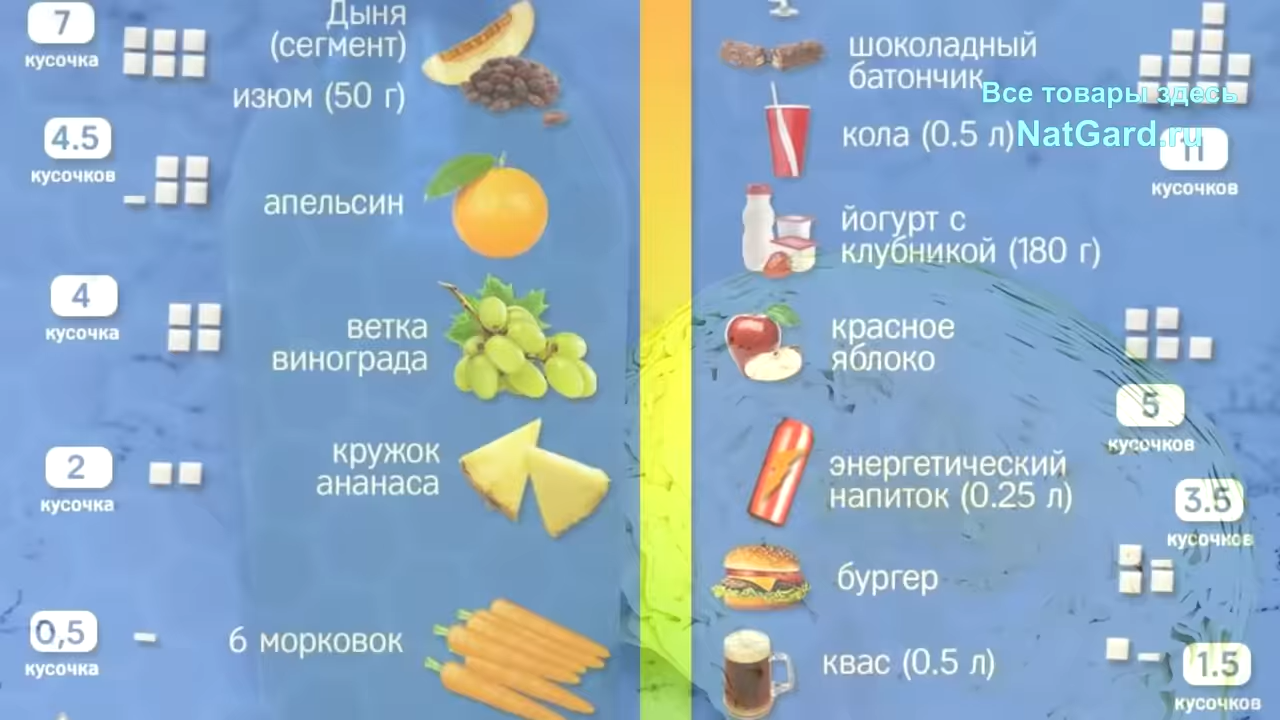 7
кусочка
Дыня
(сегмент)
изюм (50 г)
4.5
кусочков
апельсин
4
кусочка
ветка
винограда
2
кусочка
кружок
ананаса
0,5
кусочка
6 морковок
шоколадный
батончик
Все товары здесь
кола (0.5 л)
NatGard.ru
11
кусочков
йогурт с
клубникой (180 г)
красное
яблоко
5
кусочков
энергетический
напиток (0.25 л)
3.5
кусочков
бургер
квас (0.5 л)
1.5
кусочков